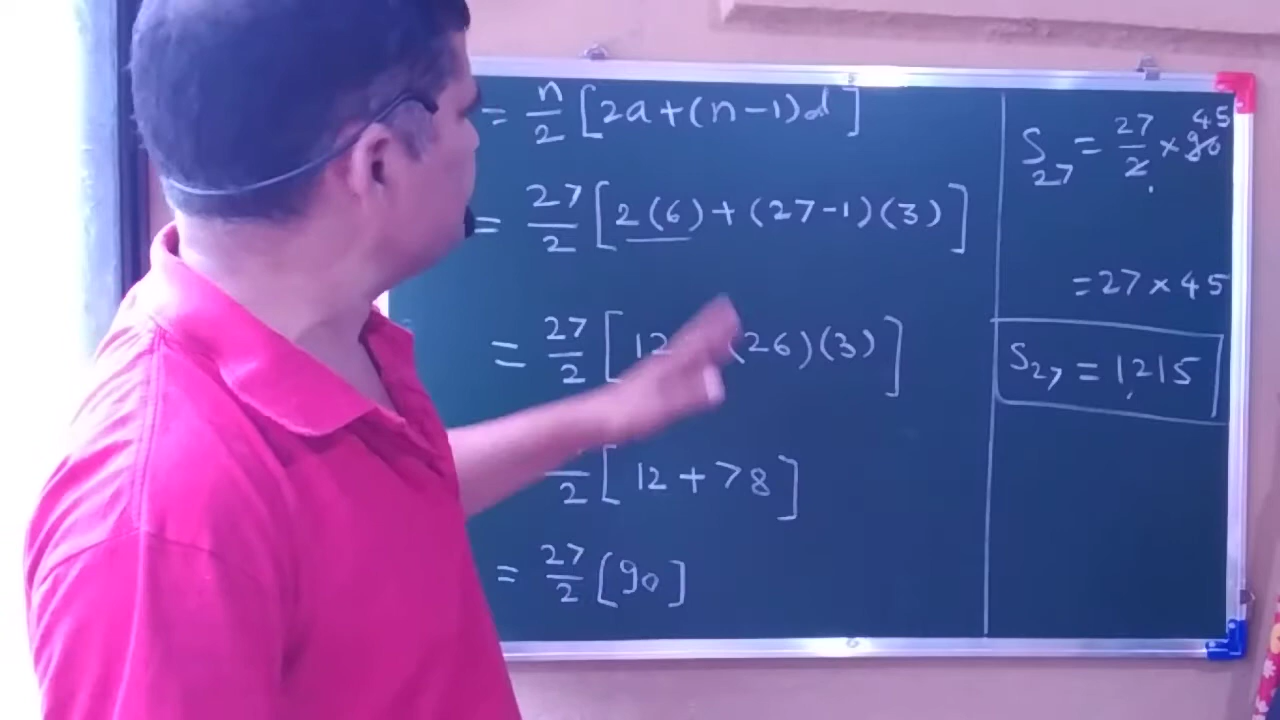 = n/2 [2a+(n-1)d]
= 27/2 [2(6)+(27-1)(3)]
= 27/2 [12 (26)(3)]
/2 [12+78]
= 27/2 [90]
S27 = 27/2 × 90 45
= 27 × 45
S27 = 1215